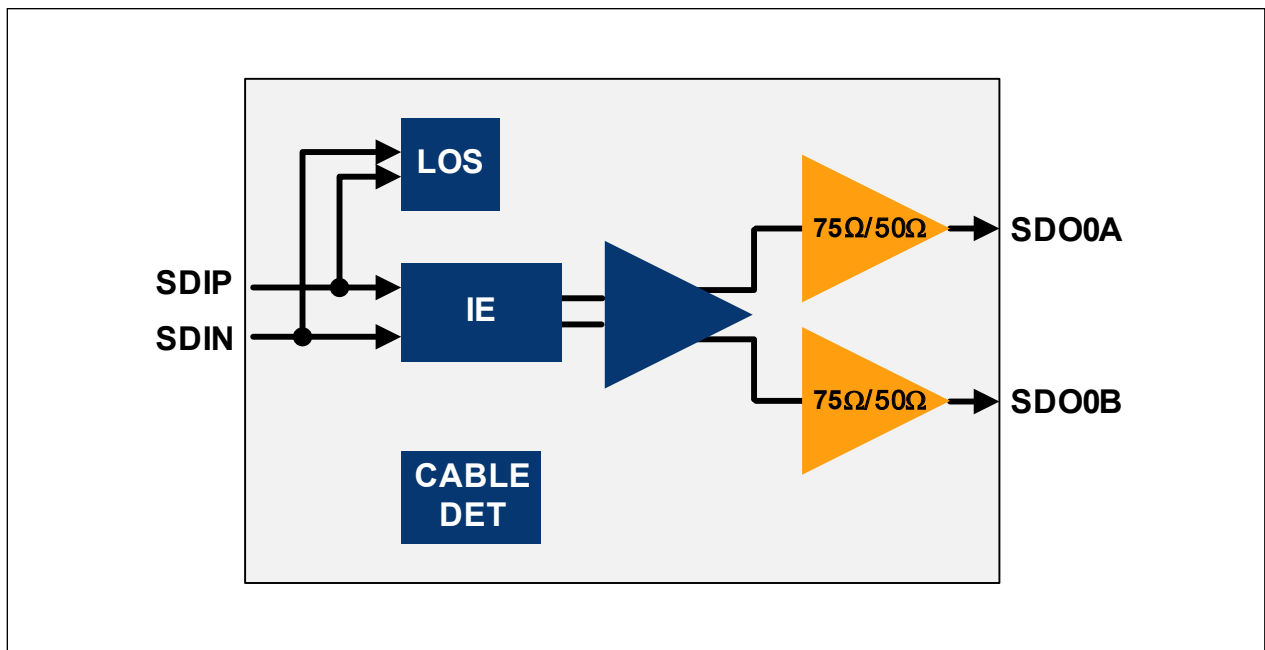 LOS
75Ω/50Ω
SDO0A
SDIP
IE
SDIN
75Ω/50Ω
SDO0B
CABLE
DET